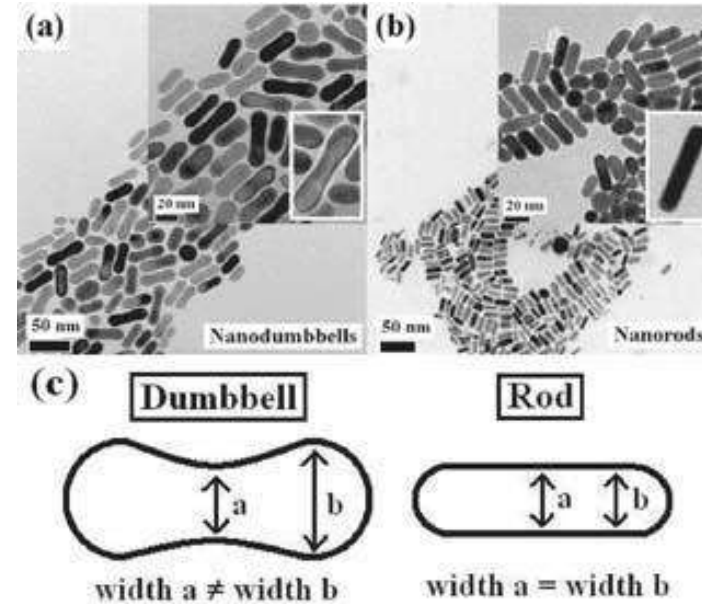 (a)
20 nm
50 nm
Nanodumbbells
(b)
20 nm
50 nm
Nanorods
(c)
Dumbbell
a
b
width a ≠ width b
Rod
a
b
width a = width b